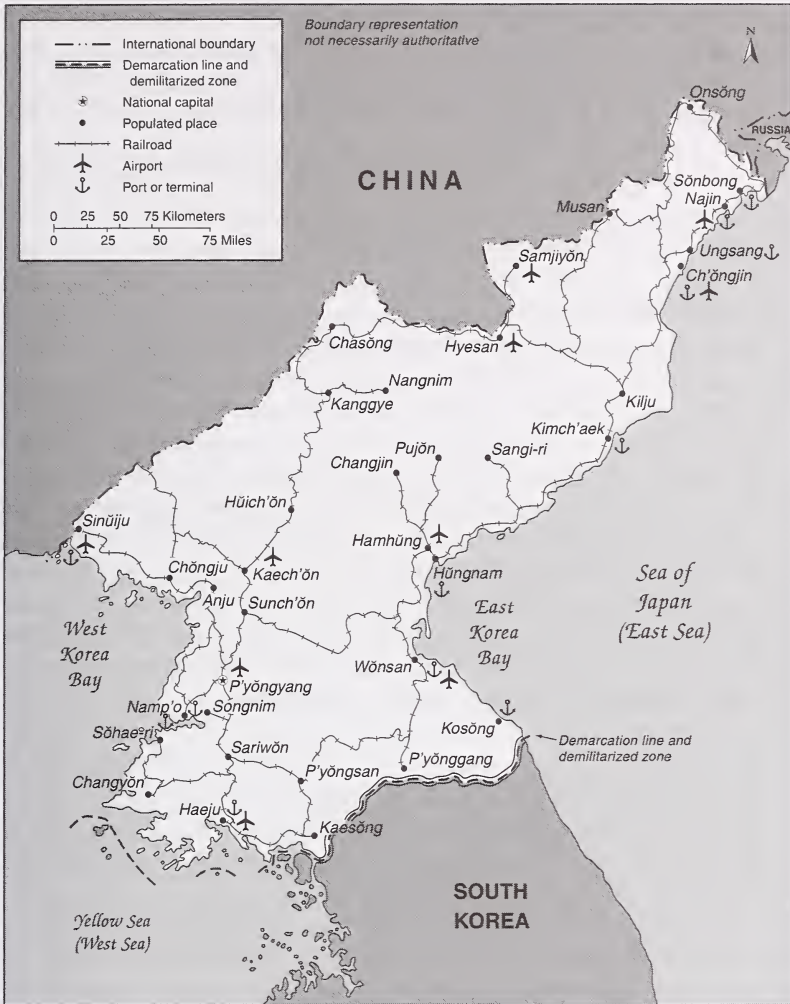 International boundary
Demarcation line and
demilitarized zone
National capital
Populated place
Railroad
Airport
Port or terminal
0 25 50 75 Kilometers
0 25 50 75 Miles
Boundary representation
not necessarily authoritative
N
Onsŏng
RUSSIA
CHINA
Sŏnbong
Najin
Musan
Ungsang
Samjiyŏn
Ch'ŏngjin
Chasŏng
Hyesan
Nangnim
Kanggye
Kilju
Kimch'aek
Pujŏn
Sangi-ri
Changjin
Hŭich'ŏn
Sinŭiju
Hamhŭng
Chŏngju
Kaech'ŏn
Hŭngnam
Anju
Sunch'ŏn
Sea of
Japan
(East Sea)
East
Korea
Bay
West
Korea
Bay
Wŏnsan
P'yŏngyang
Namp'o
Songnim
Kosŏng
Sŏhae-ri
Demarcation line and
demilitarized zone
Sariwŏn
P'yŏngsan
P'yŏnggang
Changyŏn
Haeju
Kaesŏng
SOUTH
KOREA
Yellow Sea
(West Sea)